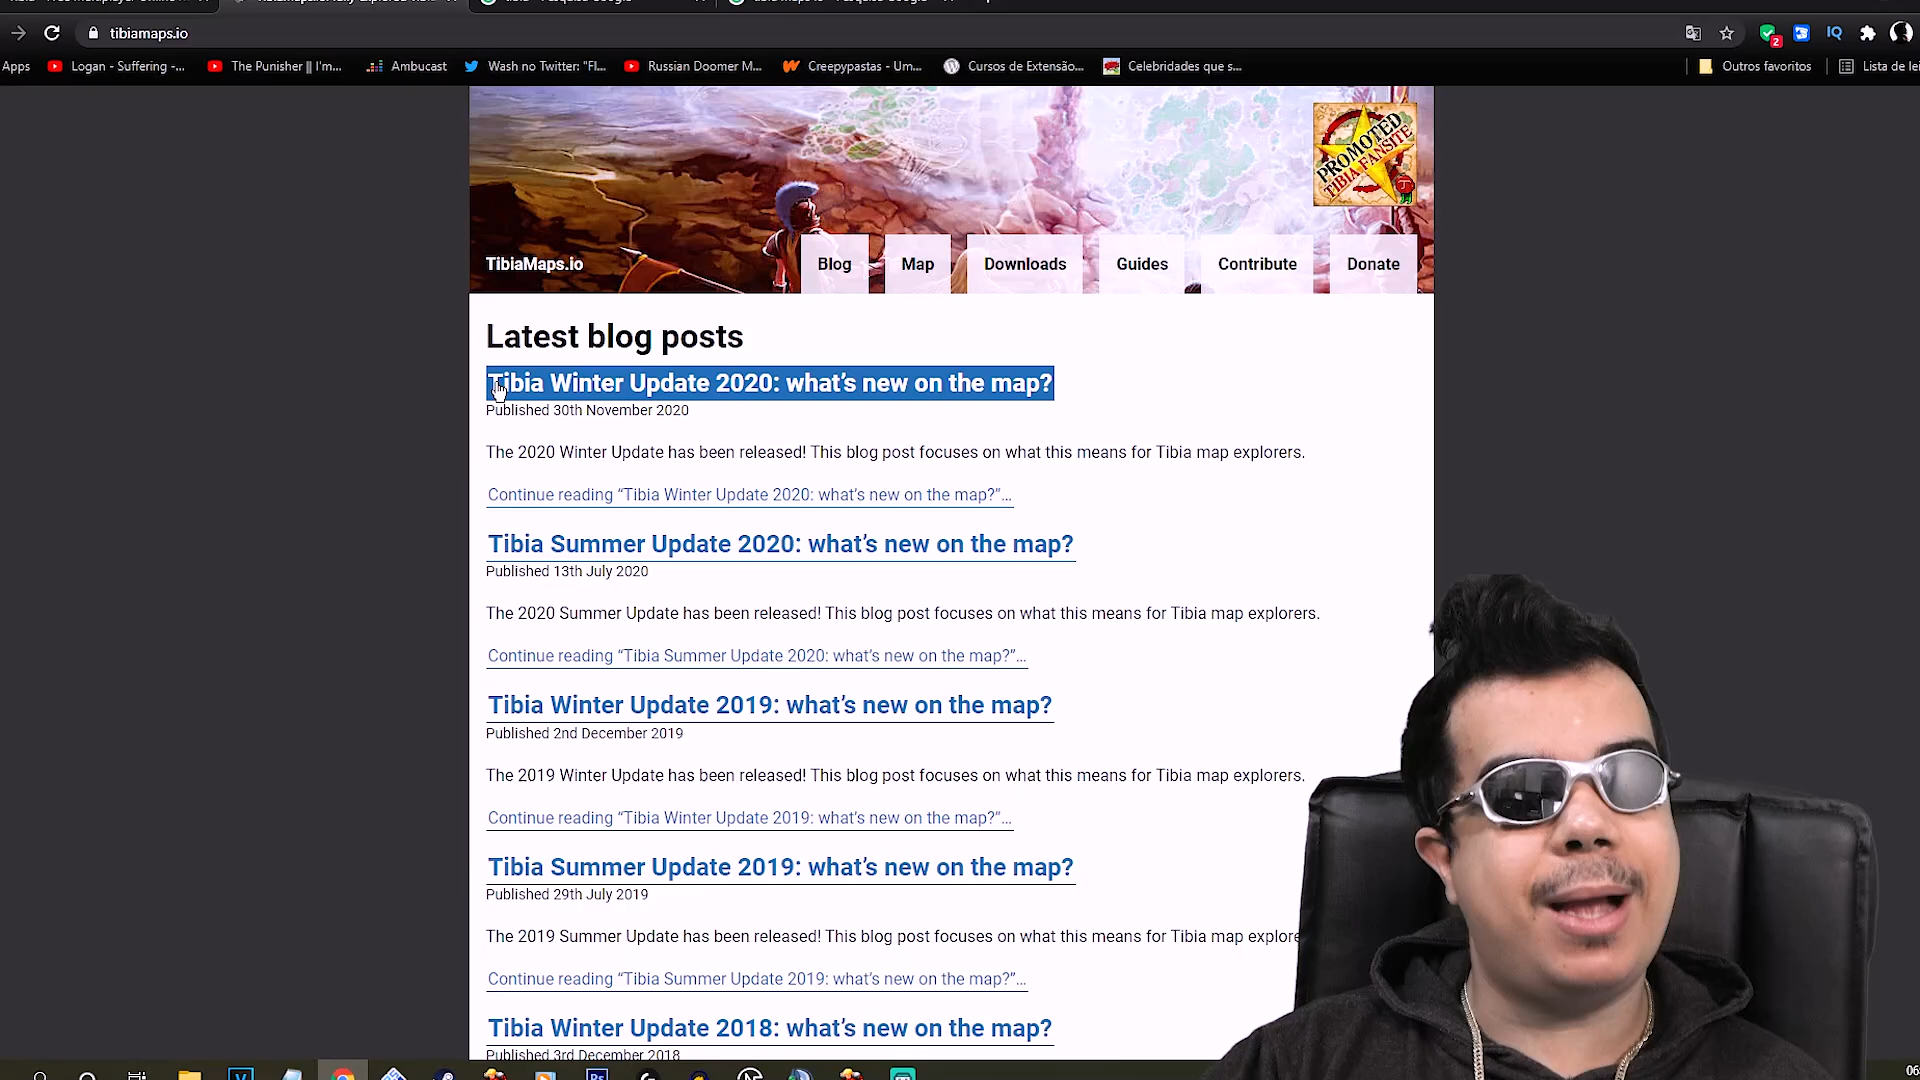 tibiamaps.io
Apps Logan - Suffering -... The Punisher || I'm... Ambucast Wash no Twitter: "Fl... Russian Doomer M... Creepypastas - Um... Cursos de Extensão... Celebridades que s... Outros favoritos Lista de lei
PROMOTED
TIBIA FANSITE
TibiaMaps.io Blog Map Downloads Guides Contribute Donate
Latest blog posts
Tibia Winter Update 2020: what’s new on the map?
Published 30th November 2020
The 2020 Winter Update has been released! This blog post focuses on what this means for Tibia map explorers.
Continue reading “Tibia Winter Update 2020: what’s new on the map?”…
Tibia Summer Update 2020: what’s new on the map?
Published 13th July 2020
The 2020 Summer Update has been released! This blog post focuses on what this means for Tibia map explorers.
Continue reading “Tibia Summer Update 2020: what’s new on the map?”…
Tibia Winter Update 2019: what’s new on the map?
Published 2nd December 2019
The 2019 Winter Update has been released! This blog post focuses on what this means for Tibia map explorers.
Continue reading “Tibia Winter Update 2019: what’s new on the map?”…
Tibia Summer Update 2019: what’s new on the map?
Published 29th July 2019
The 2019 Summer Update has been released! This blog post focuses on what this means for Tibia map explore
Continue reading “Tibia Summer Update 2019: what’s new on the map?”…
Tibia Winter Update 2018: what’s new on the map?
Published 3rd December 2018